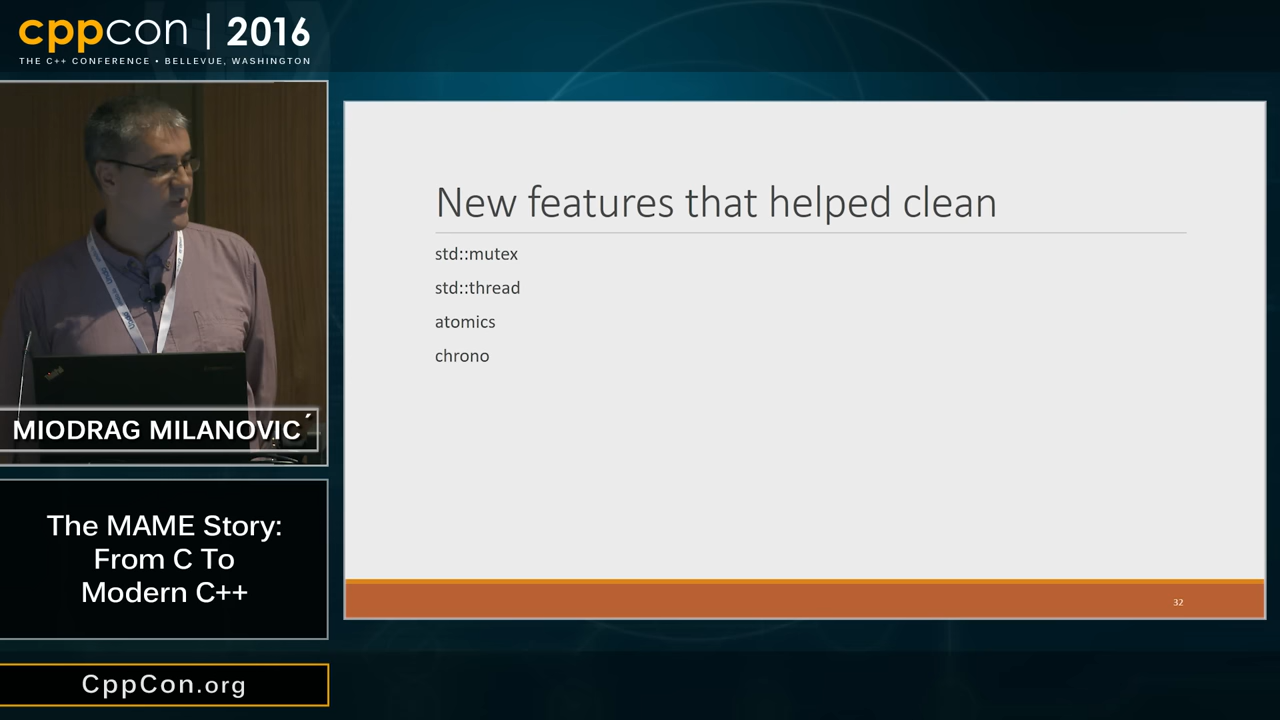 cppcon | 2016
THE C++ CONFERENCE • BELLEVUE, WASHINGTON
New features that helped clean
std::mutex
std::thread
atomics
chrono
32
MIODRAG MILANOVIC´
The MAME Story:
From C To
Modern C++
CppCon.org